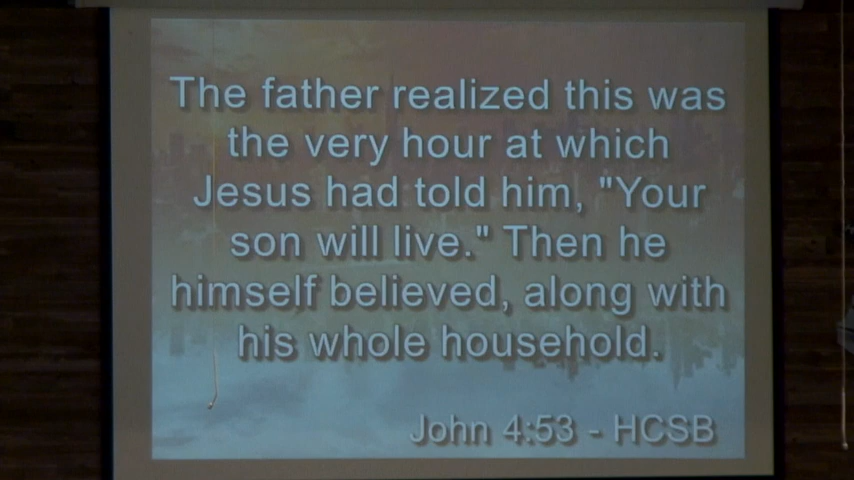 The father realized this was
the very hour at which
Jesus had told him, "Your
son will live." Then he
himself believed, along with
his whole household.
John 4:53 - HCSB